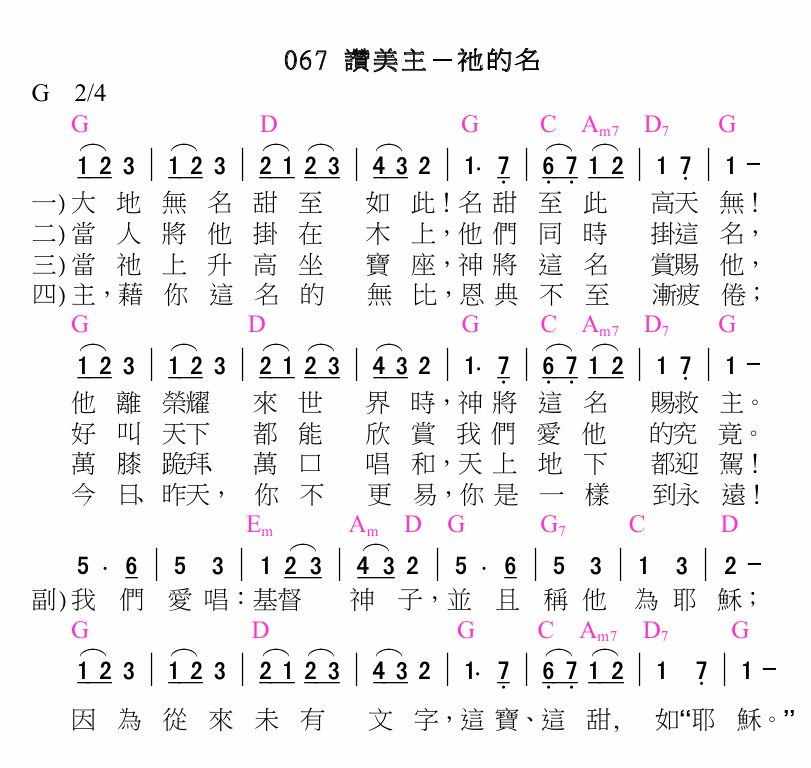 067 讚美主－祂的名
G 2/4
G D G C Am7 D7 G
1 2 3 | 1 2 3 | 2 1 2 3 | 4 3 2 | 1. 7 | 6 7 1 2 | 1 7 | 1 －
一)大 地 無 名 甜 至 如 此！名 甜 至 此 高天 無！
二)當 人 將 他 掛 在 木 上，他 們 同 時 掛這 名，
三)當 祂 上 升 高 坐 寶 座，神 將 這 名 賞賜 他，
四)主，藉 你 這 名 的 無 比，恩 典 不 至 漸疲 倦；
G D G C Am7 D7 G
1 2 3 | 1 2 3 | 2 1 2 3 | 4 3 2 | 1. 7 | 6 7 1 2 | 1 7 | 1 －
他 離 榮耀 來 世 界 時，神 將 這 名 賜救 主。
好 叫 天下 都 能 欣 賞 我 們 愛 他 的究 竟。
萬 膝 跪拜、萬 口 唱 和，天 上 地 下 都迎 駕！
今 日、昨天， 你 不 更 易，你 是 一 樣 到永 遠！
Em Am D G G7 C D
5 . 6 | 5 3 | 1 2 3 | 4 3 2 | 5 . 6 | 5 3 | 1 3 | 2 －
副)我 們 愛 唱：基督 神 子，並 且 稱 他 為 耶 穌；
G D G C Am7 D7 G
1 2 3 | 1 2 3 | 2 1 2 3 | 4 3 2 | 1. 7 | 6 7 1 2 | 1 7 | 1 －
因 為 從 來 未 有 文 字，這 寶、這 甜, 如“耶 穌。”